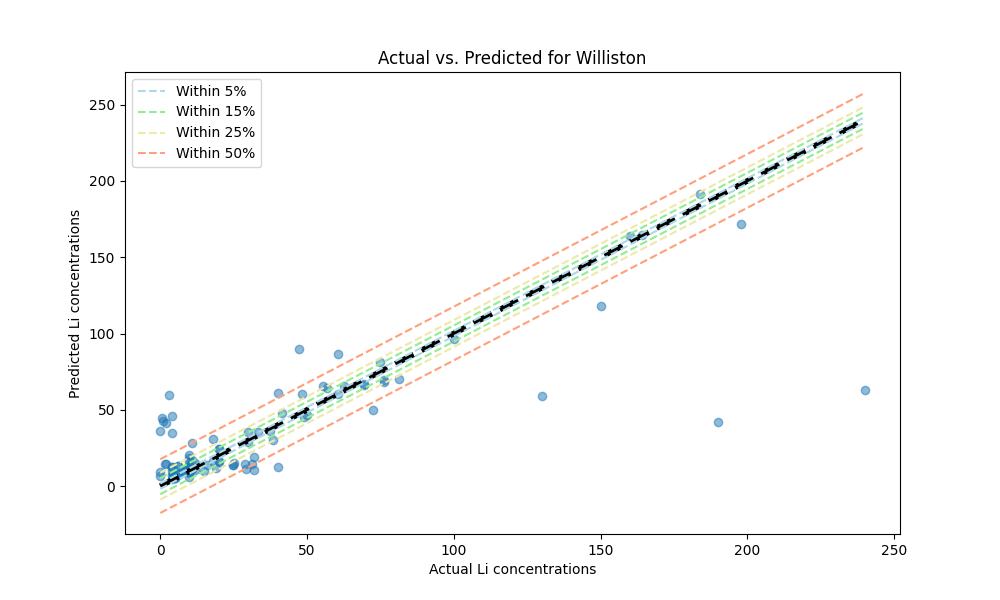 Actual vs. Predicted for Williston
Within 5%
Within 15%
Within 25%
Within 50%
Predicted Li concentrations
250
200
150
100
50
0
0 50 100 150 200 250
Actual Li concentrations